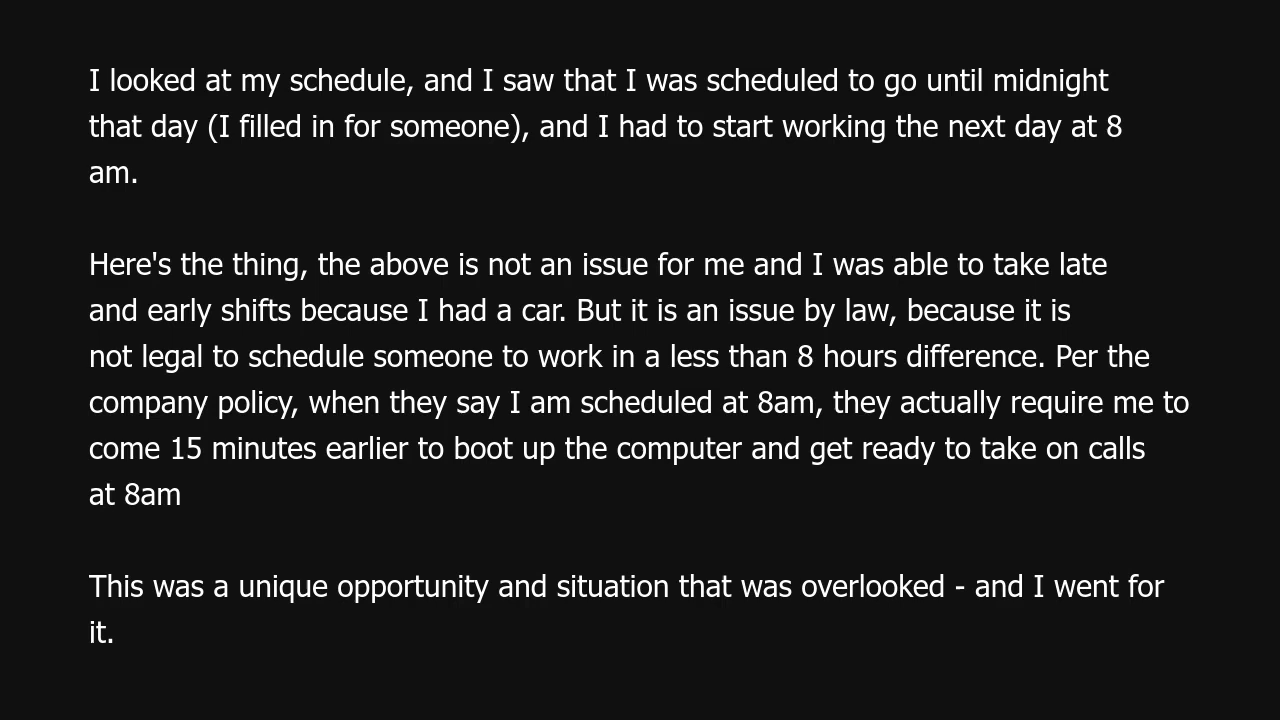 I looked at my schedule, and I saw that I was scheduled to go until midnight
that day (I filled in for someone), and I had to start working the next day at 8
am.
Here's the thing, the above is not an issue for me and I was able to take late
and early shifts because I had a car. But it is an issue by law, because it is
not legal to schedule someone to work in a less than 8 hours difference. Per the
company policy, when they say I am scheduled at 8am, they actually require me to
come 15 minutes earlier to boot up the computer and get ready to take on calls
at 8am
This was a unique opportunity and situation that was overlooked - and I went for
it.